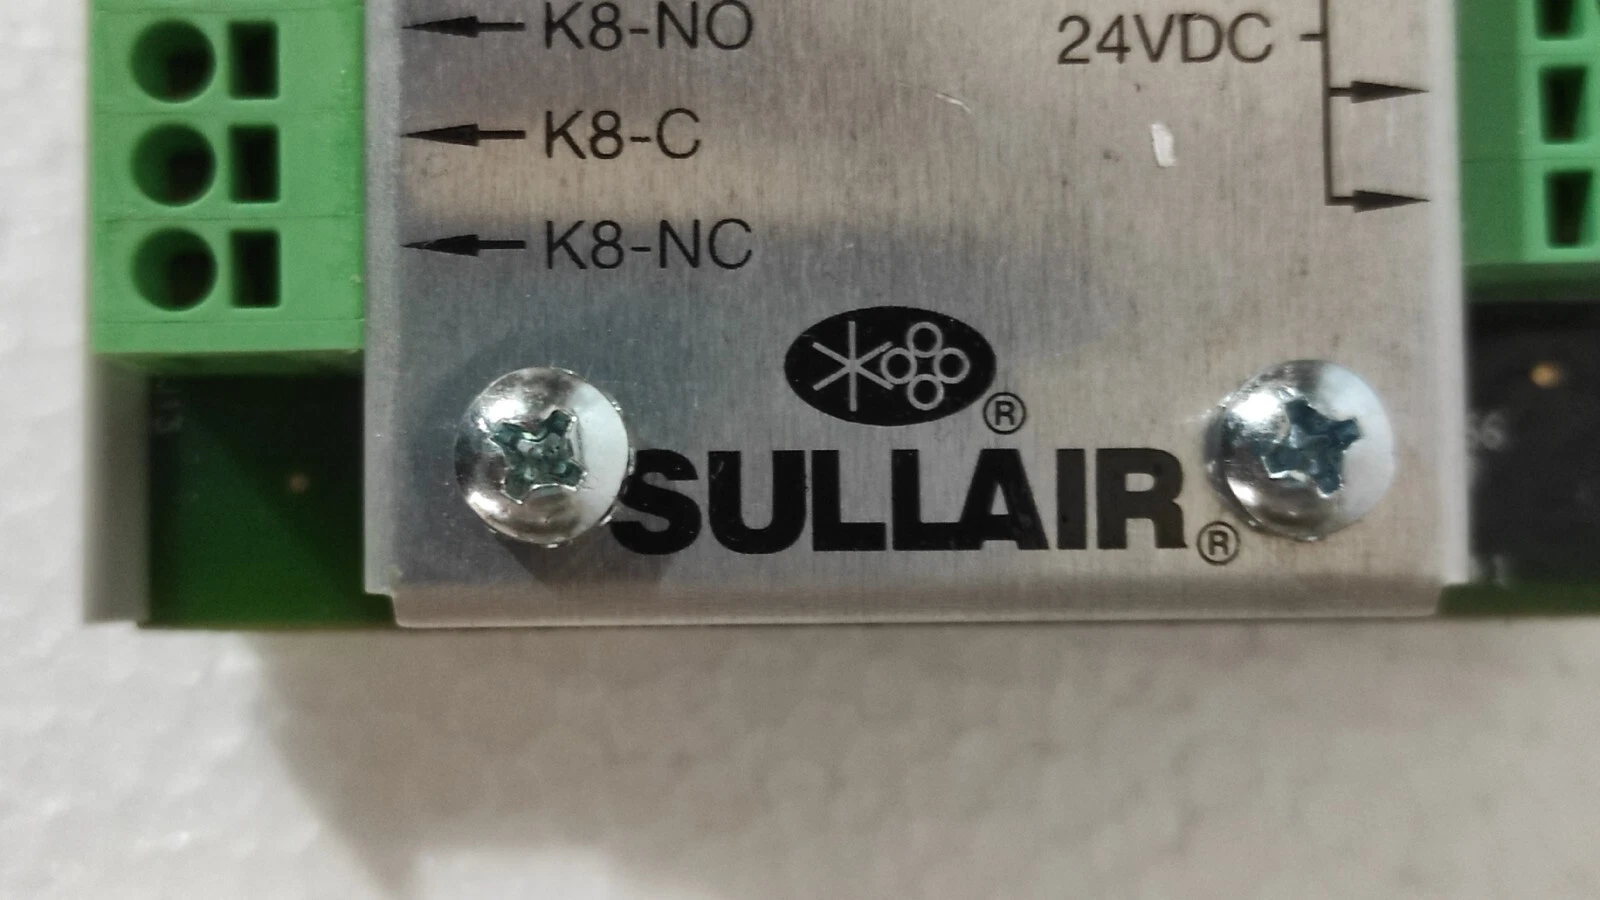 K8-NO
24VDC
K8-C
K8-NC
®
SULLAIR®